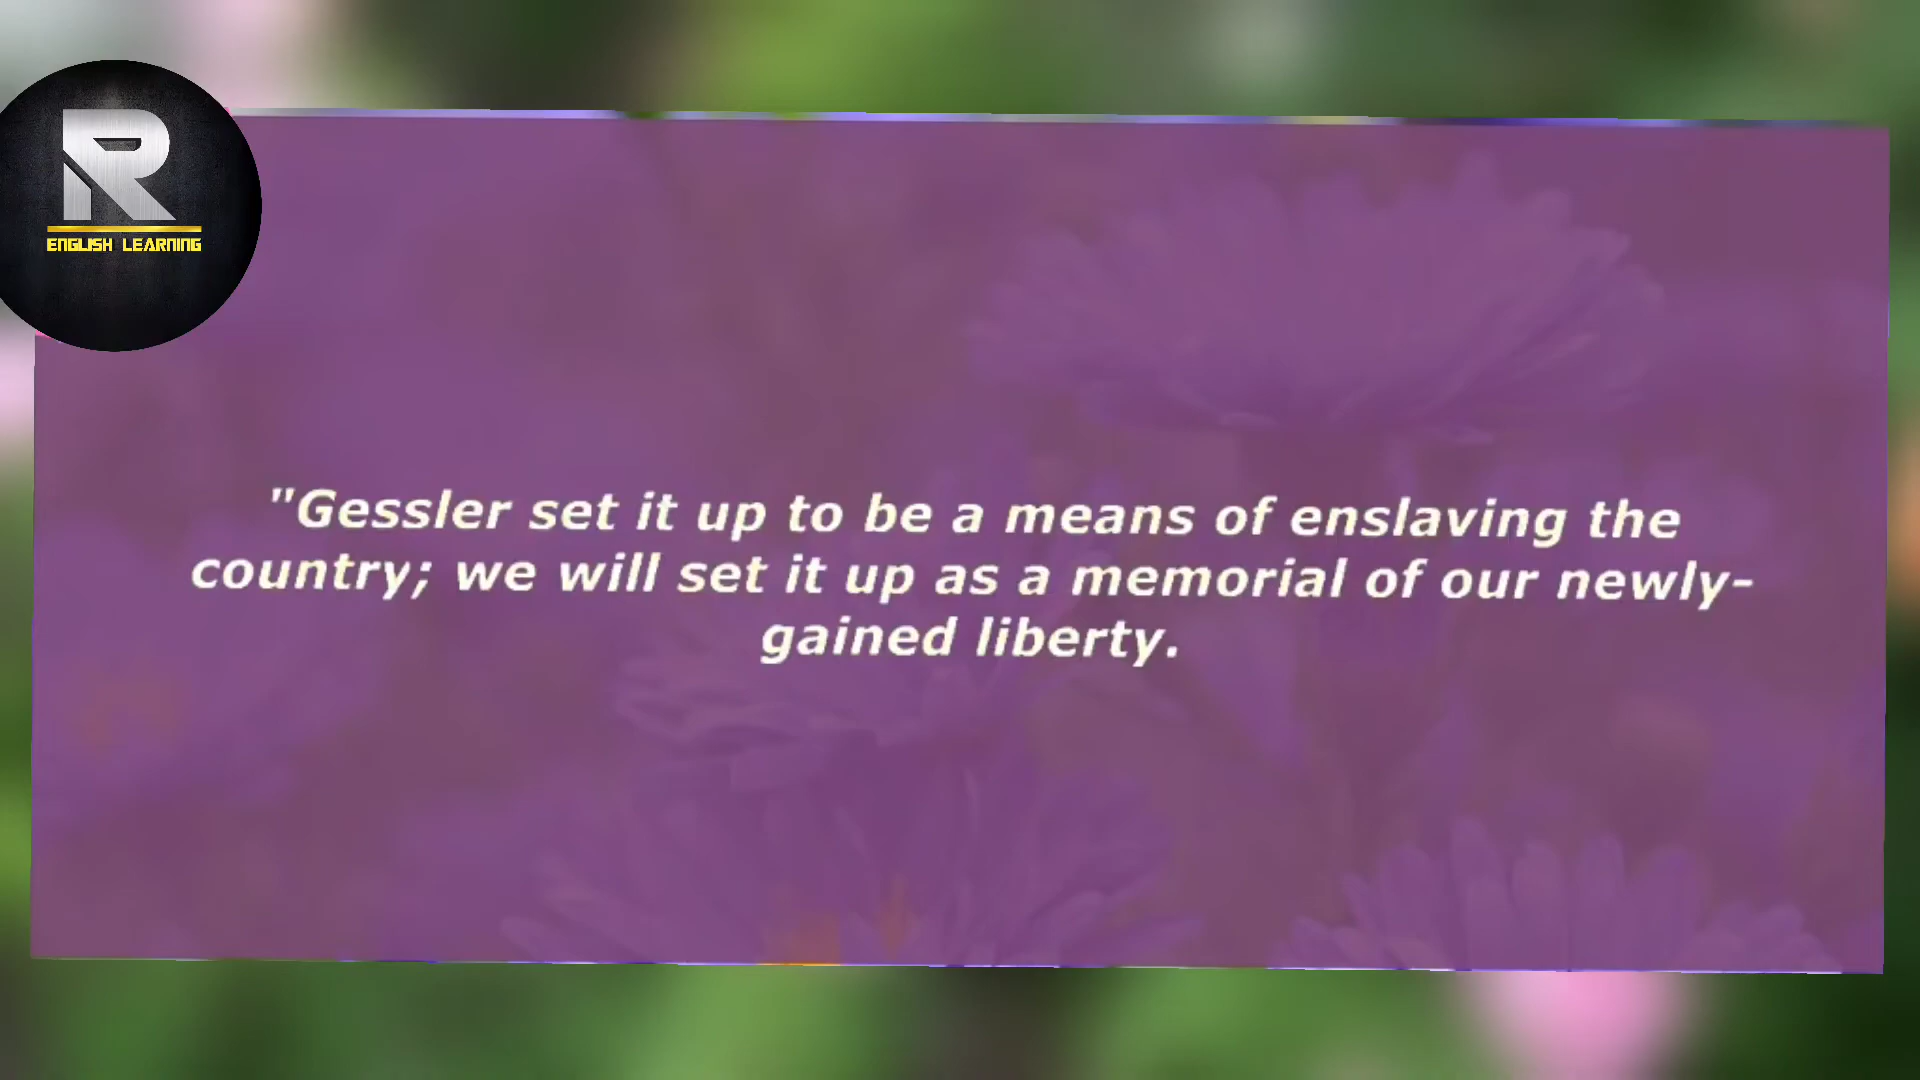 R
ENGLISH LEARNING
"Gessler set it up to be a means of enslaving the
country; we will set it up as a memorial of our newly-
gained liberty.